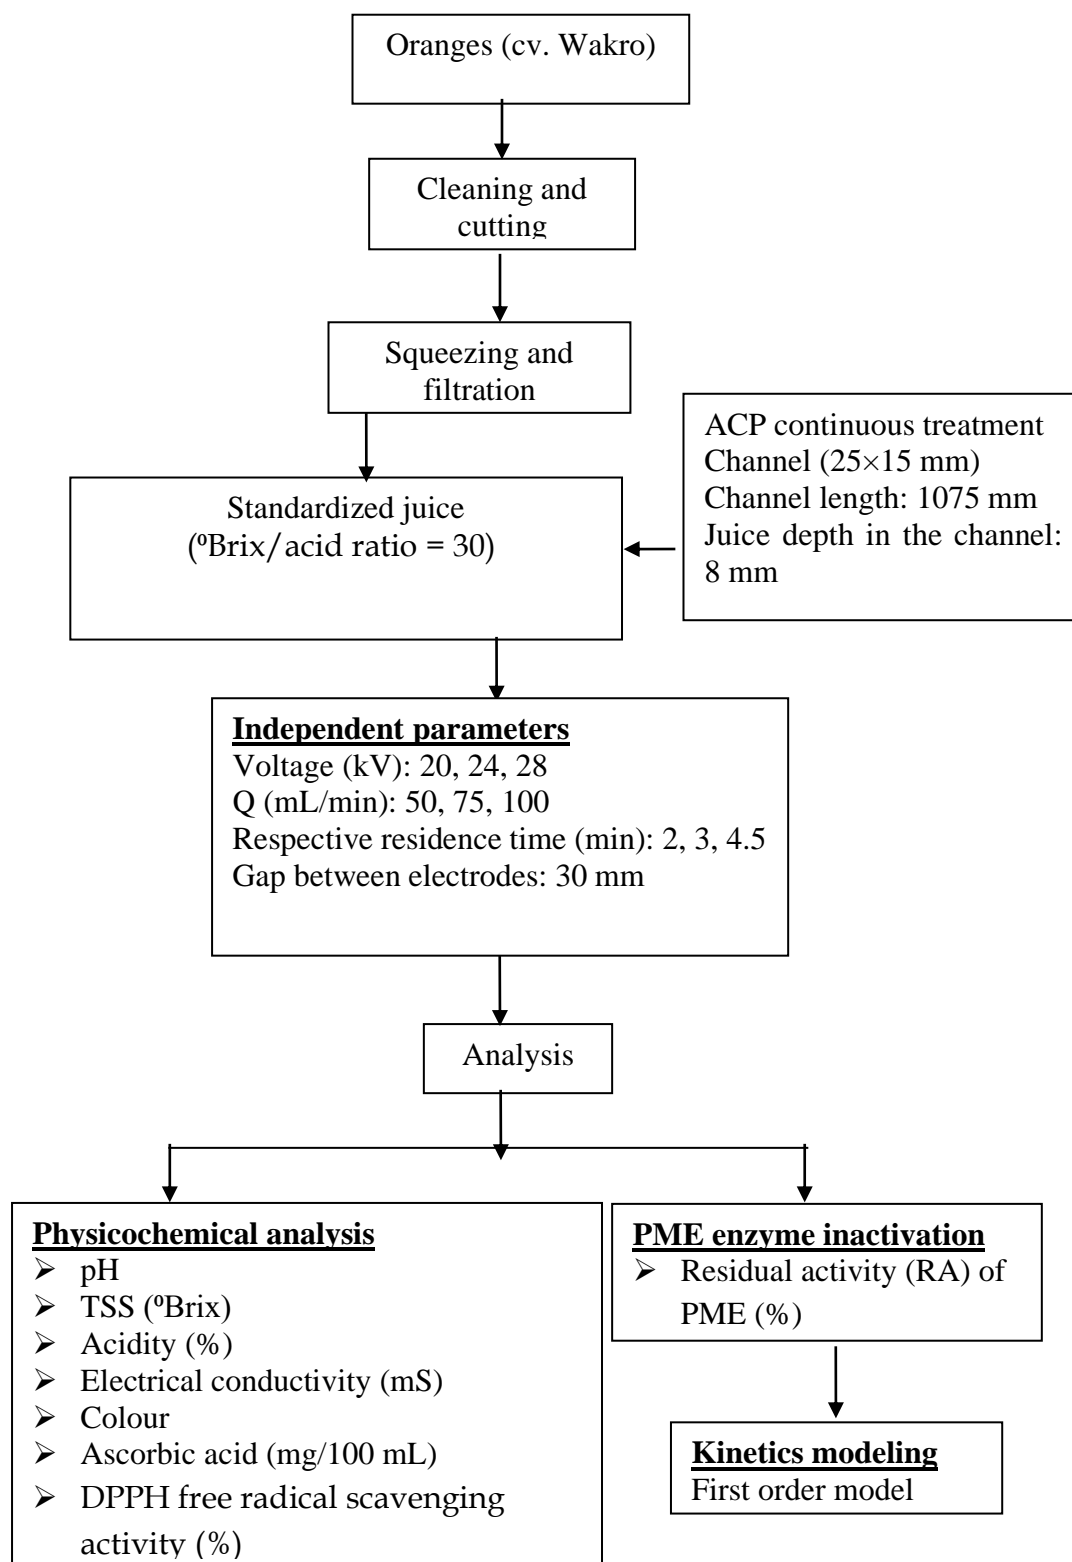 Oranges (cv. Wakro)
Cleaning and
cutting
Squeezing and
filtration
ACP continuous treatment
Channel (25×15 mm)
Channel length: 1075 mm
Juice depth in the channel:
8 mm
Standardized juice
(⁰Brix/acid ratio = 30)
Independent parameters
Voltage (kV): 20, 24, 28
Q (mL/min): 50, 75, 100
Respective residence time (min): 2, 3, 4.5
Gap between electrodes: 30 mm
Analysis
Physicochemical analysis
➢ pH
➢ TSS (⁰Brix)
➢ Acidity (%)
➢ Electrical conductivity (mS)
➢ Colour
➢ Ascorbic acid (mg/100 mL)
➢ DPPH free radical scavenging
activity (%)
PME enzyme inactivation
➢ Residual activity (RA) of
PME (%)
Kinetics modeling
First order model